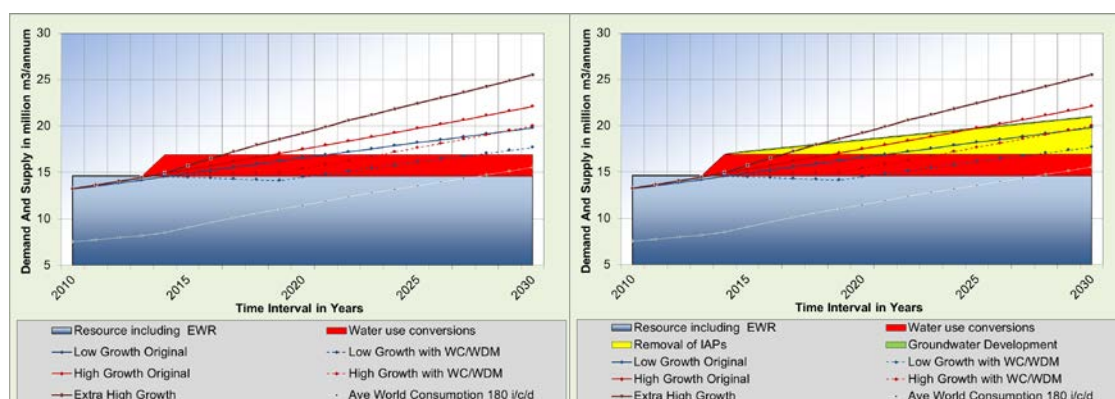 Demand And Supply in million m3/annum
30
25
20
15
10
5
2010
2015
2020
2025
2030
Time Interval in Years
Resource including EWR
Water use conversions
Low Growth Original
Low Growth with WC/WDM
High Growth Original
High Growth with WC/WDM
Extra High Growth
Ave World Consumption 180 l/c/d
Demand And Supply in million m3/annum
30
25
20
15
10
5
2010
2015
2020
2025
2030
Time Interval in Years
Resource including EWR
Water use conversions
Removal of IAPs
Groundwater Development
Low Growth Original
Low Growth with WC/WDM
High Growth Original
High Growth with WC/WDM
Extra High Growth
Ave World Consumption 180 l/c/d